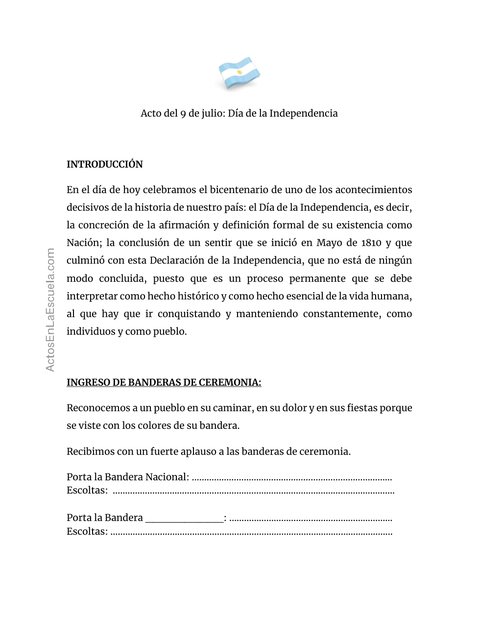 Acto del 9 de julio: Día de la Independencia
INTRODUCCIÓN
En el día de hoy celebramos el bicentenario de uno de los acontecimientos
decisivos de la historia de nuestro país: el Día de la Independencia, es decir,
la concreción de la afirmación y definición formal de su existencia como
Nación; la conclusión de un sentir que se inició en Mayo de 1810 y que
culminó con esta Declaración de la Independencia, que no está de ningún
modo concluida, puesto que es un proceso permanente que se debe
interpretar como hecho histórico y como hecho esencial de la vida humana,
al que hay que ir conquistando y manteniendo constantemente, como
individuos y como pueblo.
INGRESO DE BANDERAS DE CEREMONIA:
Reconocemos a un pueblo en su caminar, en su dolor y en sus fiestas porque
se viste con los colores de su bandera.
Recibimos con un fuerte aplauso a las banderas de ceremonia.
Porta la Bandera Nacional: ......................................................................
Escoltas: ..................................................................................................
Porta la Bandera ______________: .........................................................
Escoltas: ..................................................................................................
ActosEnLaEscuela.com